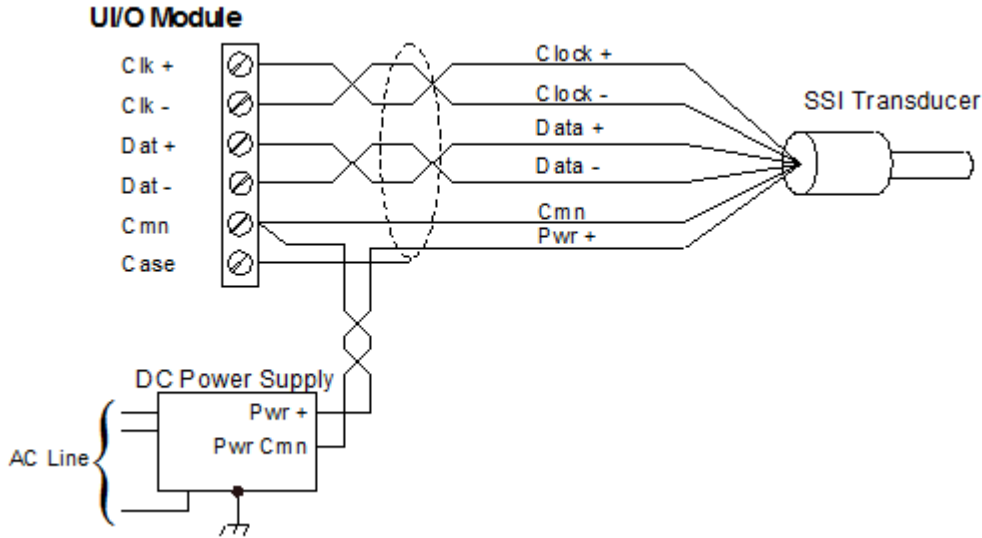 UI/O Module
Clk +
Clk -
Dat +
Dat -
Cmn
Case
Clock +
Clock -
Data +
Data -
Cmn
Pwr +
SSI Transducer
DC Power Supply
Pwr +
Pwr Cmn
AC Line